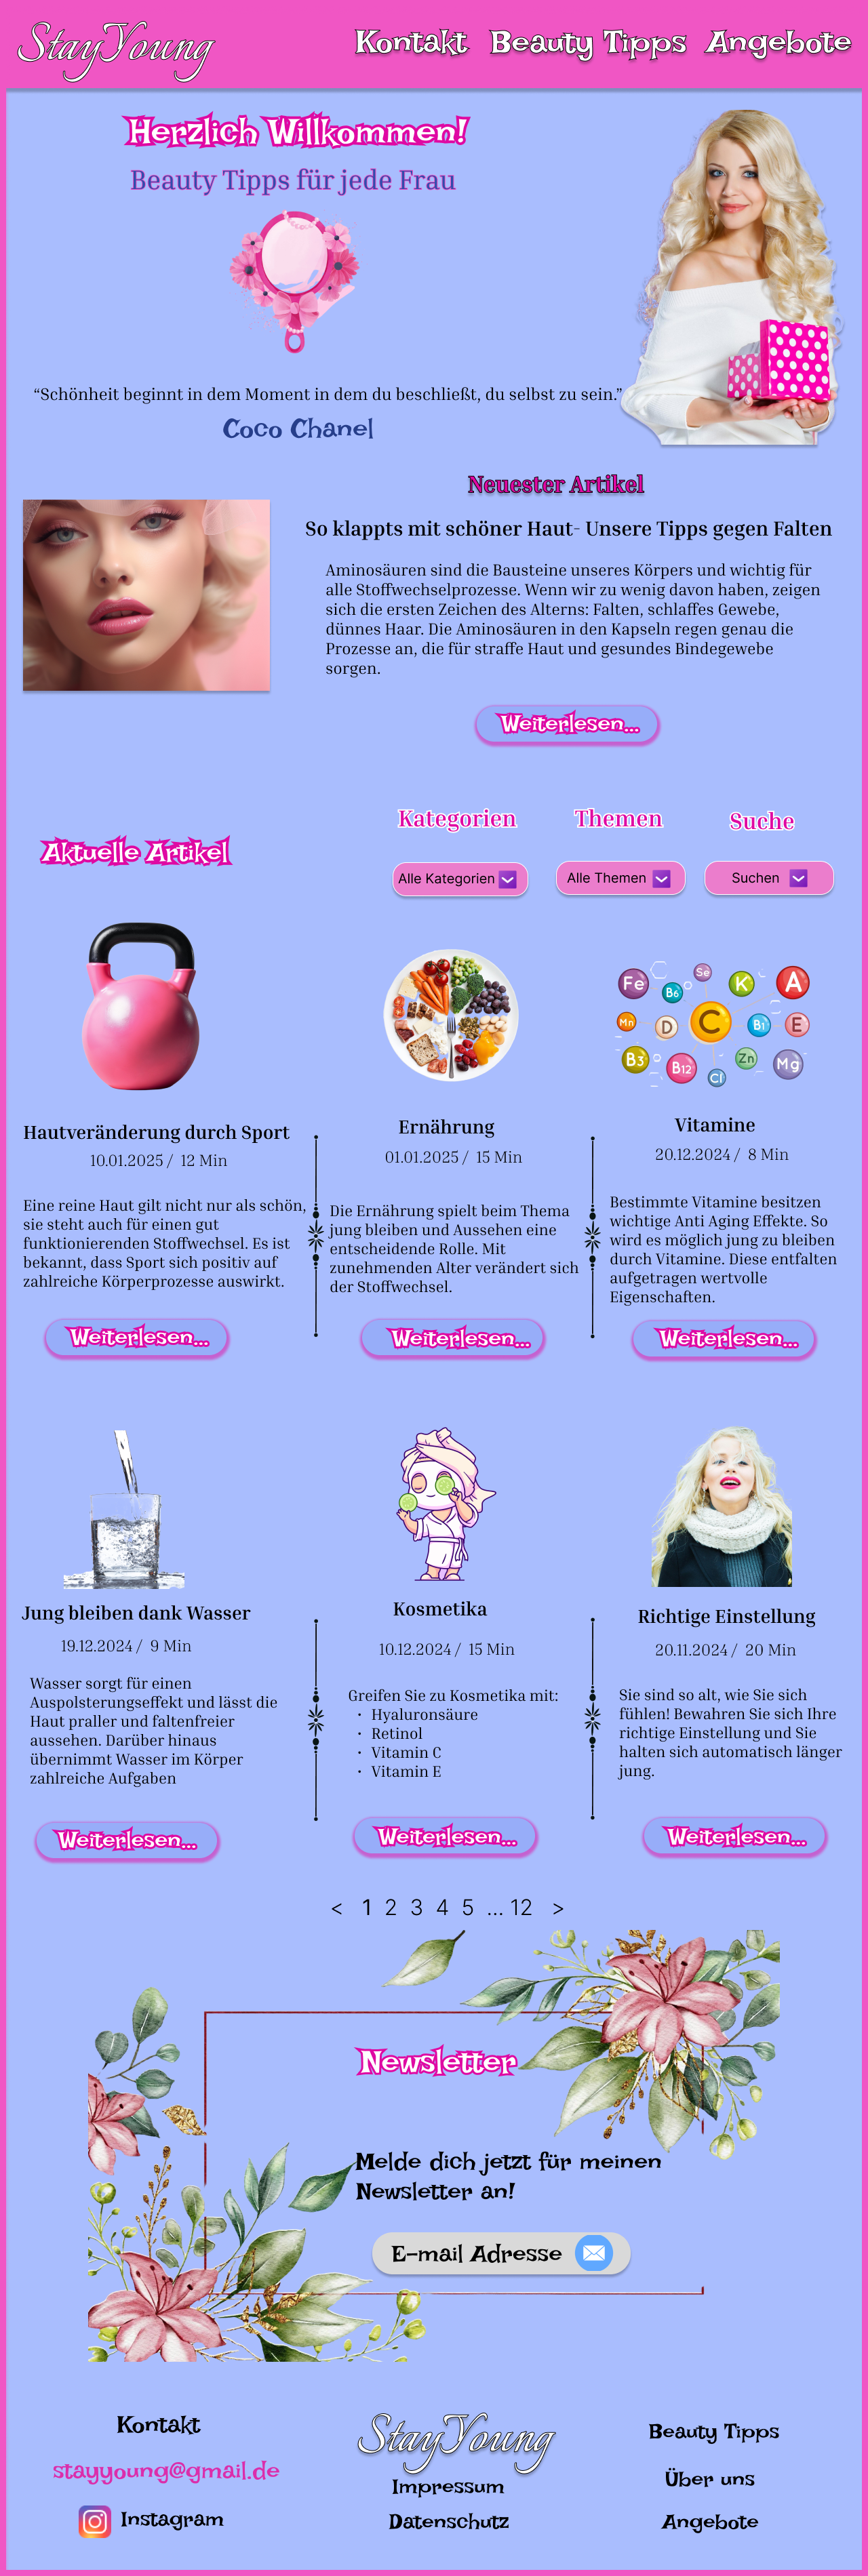 StayYoung
Kontakt Beauty Tipps Angebote
Herzlich Willkommen!
Beauty Tipps für jede Frau
“Schönheit beginnt in dem Moment in dem du beschließt, du selbst zu sein.”
Coco Chanel
Neuester Artikel
So klappts mit schöner Haut- Unsere Tipps gegen Falten
Aminosäuren sind die Bausteine unseres Körpers und wichtig für
alle Stoffwechselprozesse. Wenn wir zu wenig davon haben, zeigen
sich die ersten Zeichen des Alterns: Falten, schlaffes Gewebe,
dünnes Haar. Die Aminosäuren in den Kapseln regen genau die
Prozesse an, die für straffe Haut und gesundes Bindegewebe
sorgen.
Weiterlesen...
Aktuelle Artikel
Kategorien
Themen
Suche
Alle Kategorien
Alle Themen
Suchen
Fe
B6
Se
K
A
Mn
D
C
B1
E
B3
B12
Cl
Zn
Mg
Hautveränderung durch Sport
10.01.2025 / 12 Min
Eine reine Haut gilt nicht nur als schön,
sie steht auch für einen gut
funktionierenden Stoffwechsel. Es ist
bekannt, dass Sport sich positiv auf
zahlreiche Körperprozesse auswirkt.
Weiterlesen...
Ernährung
01.01.2025 / 15 Min
Die Ernährung spielt beim Thema
jung bleiben und Aussehen eine
entscheidende Rolle. Mit
zunehmenden Alter verändert sich
der Stoffwechsel.
Weiterlesen...
Vitamine
20.12.2024 / 8 Min
Bestimmte Vitamine besitzen
wichtige Anti Aging Effekte. So
wird es möglich jung zu bleiben
durch Vitamine. Diese entfalten
aufgetragen wertvolle
Eigenschaften.
Weiterlesen...
Jung bleiben dank Wasser
19.12.2024 / 9 Min
Wasser sorgt für einen
Auspolsterungseffekt und lässt die
Haut praller und faltenfreier
aussehen. Darüber hinaus
übernimmt Wasser im Körper
zahlreiche Aufgaben
Weiterlesen...
Kosmetika
10.12.2024 / 15 Min
Greifen Sie zu Kosmetika mit:
· Hyaluronsäure
· Retinol
· Vitamin C
· Vitamin E
Weiterlesen...
Richtige Einstellung
20.11.2024 / 20 Min
Sie sind so alt, wie Sie sich
fühlen! Bewahren Sie sich Ihre
richtige Einstellung und Sie
halten sich automatisch länger
jung.
Weiterlesen...
< 1 2 3 4 5 ... 12 >
Newsletter
Melde dich jetzt für meinen
Newsletter an!
E-mail Adresse
Kontakt
stayyoung@gmail.de
Instagram
StayYoung
Impressum
Datenschutz
Beauty Tipps
Über uns
Angebote